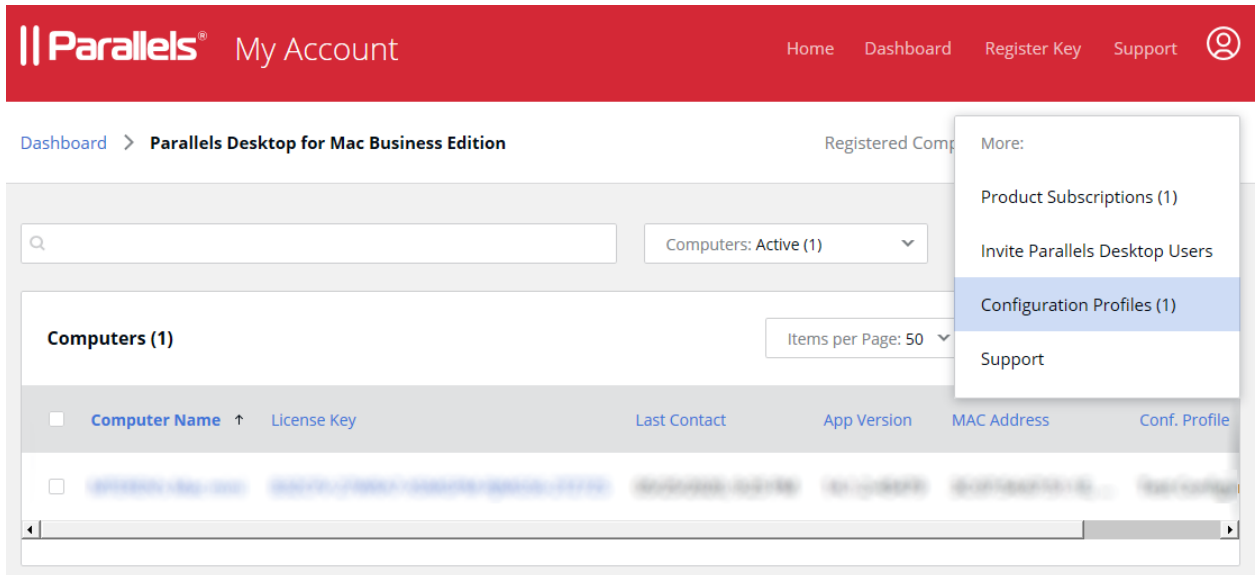 || Parallels® My Account Home Dashboard Register Key Support
Dashboard > Parallels Desktop for Mac Business Edition Registered Comp
More:
Product Subscriptions (1)
Invite Parallels Desktop Users
Configuration Profiles (1)
Support
Computers: Active (1)
Computers (1) Items per Page: 50
Computer Name ↑ License Key Last Contact App Version MAC Address Conf. Profile